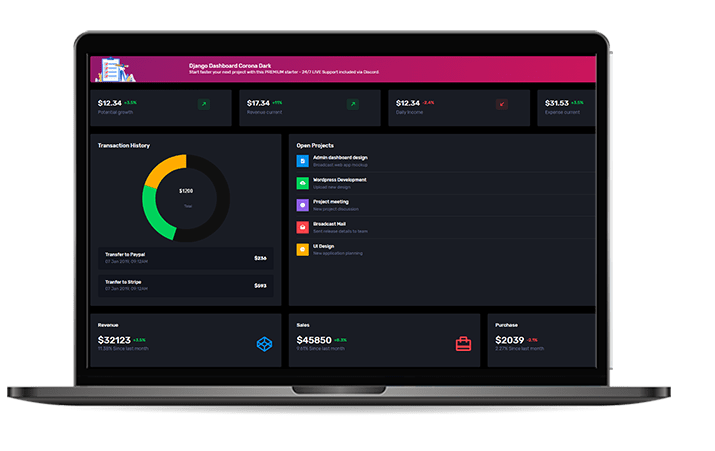 Django Dashboard Corona Dark
Start faster your next project with this PREMIUM starter - 24/7 LIVE Support included via Discord.
$12.34 +3.5%
Potential growth
$17.34 +11%
Revenue current
$12.34 -2.4%
Daily Income
$31.53 +3.5%
Expense current
Transaction History
$1200
Total
Transfer to Paypal
07 Jan 2019, 09:12AM
$236
Tranfer to Stripe
07 Jan 2019, 09:12AM
$593
Open Projects
Admin dashboard design
Broadcast web app mockup
Wordpress Development
Upload new design
Project meeting
New project discussion
Broadcast Mail
Sent release details to team
UI Design
New application planning
Revenue
$32123 +3.5%
11.38% Since last month
Sales
$45850 +8.3%
9.61% Since last month
Purchase
$2039 -2.1%
2.27% Since last month